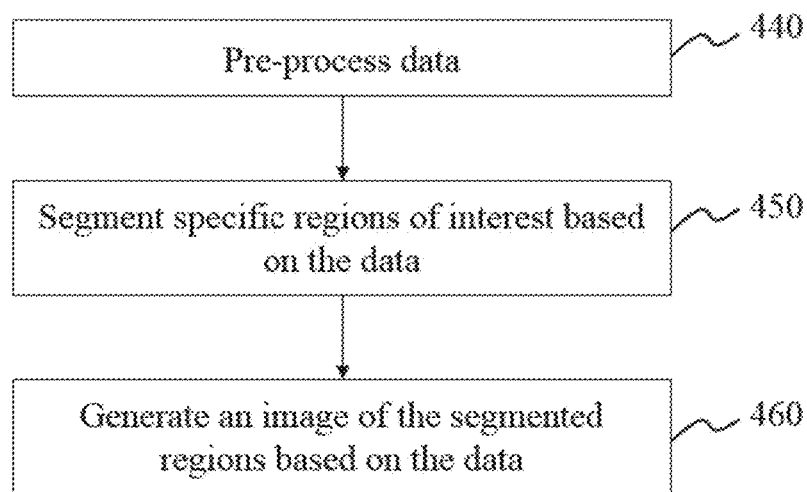 Pre-process data
440
Segment specific regions of interest based
on the data
450
Generate an image of the segmented
regions based on the data
460